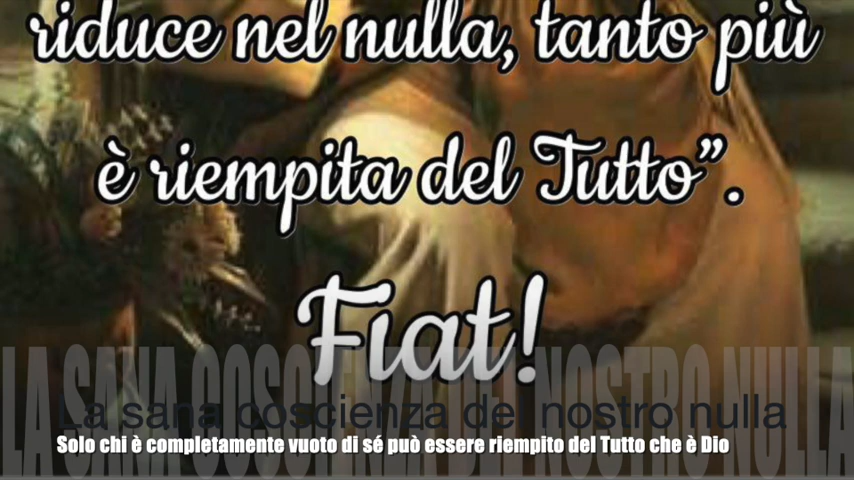 riduce nel nulla, tanto più
è riempita del Tutto”.
Fiat!
LA SANA COSCIENZA DEL NOSTRO NULLA
La sana coscienza del nostro nulla
Solo chi è completamente vuoto di sé può essere riempito del Tutto che è Dio